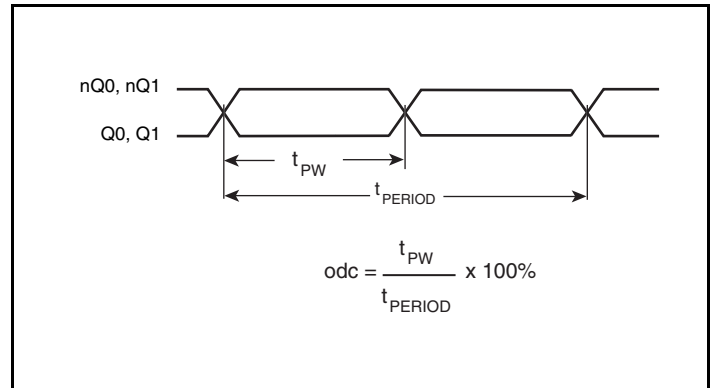 nQ0, nQ1
Q0, Q1
tPW
tPERIOD
odc = tPW / tPERIOD x 100%